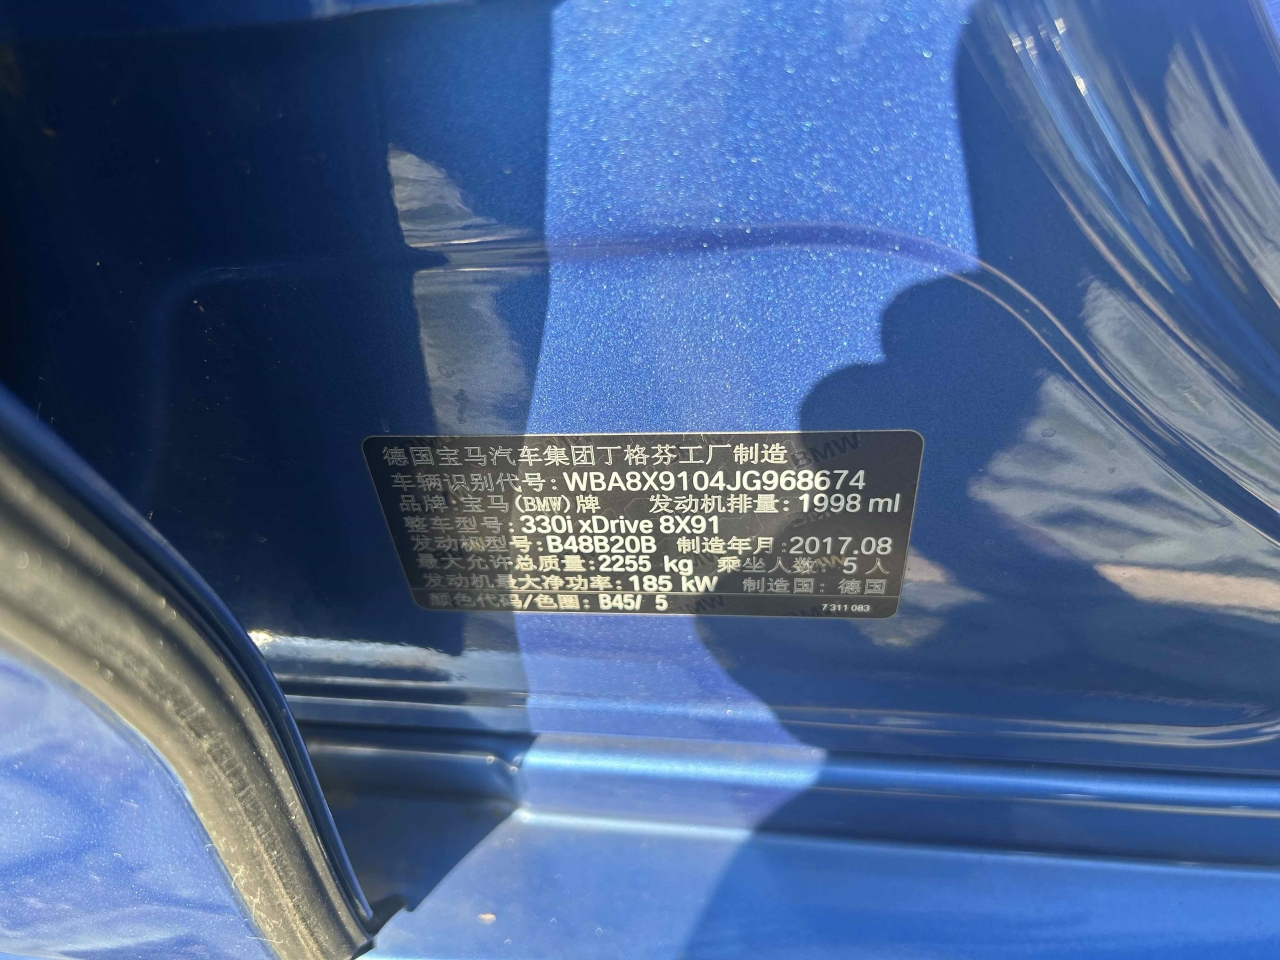 德国宝马汽车集团丁格芬工厂制造
车辆识别代号: WBA8X9104JG968674
品牌: 宝马(BMW)牌 发动机排量: 1998 ml
整车型号: 330i xDrive 8X91
发动机型号: B48B20B 制造年月: 2017.08
最大允许总质量: 2255 kg 乘坐人数: 5 人
发动机最大净功率: 185 kW 制造国: 德国
颜色代码/色圈: B45/ 5 7 311 083